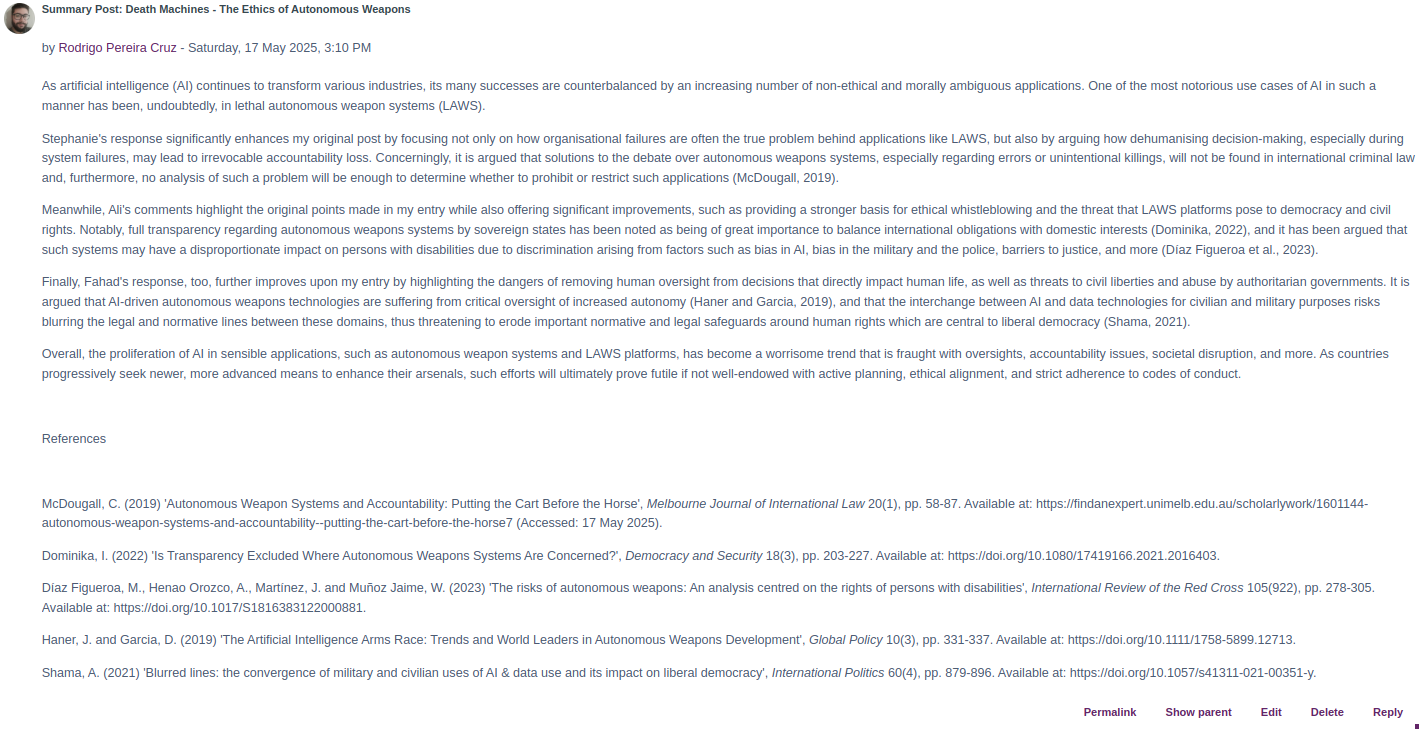 Summary Post: Death Machines - The Ethics of Autonomous Weapons
by Rodrigo Pereira Cruz - Saturday, 17 May 2025, 3:10 PM
As artificial intelligence (AI) continues to transform various industries, its many successes are counterbalanced by an increasing number of non-ethical and morally ambiguous applications. One of the most notorious use cases of AI in such a
manner has been, undoubtedly, in lethal autonomous weapon systems (LAWS).
Stephanie's response significantly enhances my original post by focusing not only on how organisational failures are often the true problem behind applications like LAWS, but also by arguing how dehumanising decision-making, especially during
system failures, may lead to irrevocable accountability loss. Concerningly, it is argued that solutions to the debate over autonomous weapons systems, especially regarding errors or unintentional killings, will not be found in international criminal law
and, furthermore, no analysis of such a problem will be enough to determine whether to prohibit or restrict such applications (McDougall, 2019).
Meanwhile, Ali's comments highlight the original points made in my entry while also offering significant improvements, such as providing a stronger basis for ethical whistleblowing and the threat that LAWS platforms pose to democracy and civil
rights. Notably, full transparency regarding autonomous weapons systems by sovereign states has been noted as being of great importance to balance international obligations with domestic interests (Dominika, 2022), and it has been argued that
such systems may have a disproportionate impact on persons with disabilities due to discrimination arising from factors such as bias in AI, bias in the military and the police, barriers to justice, and more (Díaz Figueroa et al., 2023).
Finally, Fahad's response, too, further improves upon my entry by highlighting the dangers of removing human oversight from decisions that directly impact human life, as well as threats to civil liberties and abuse by authoritarian governments. It is
argued that AI-driven autonomous weapons technologies are suffering from critical oversight of increased autonomy (Haner and Garcia, 2019), and that the interchange between AI and data technologies for civilian and military purposes risks
blurring the legal and normative lines between these domains, thus threatening to erode important normative and legal safeguards around human rights which are central to liberal democracy (Shama, 2021).
Overall, the proliferation of AI in sensible applications, such as autonomous weapon systems and LAWS platforms, has become a worrisome trend that is fraught with oversights, accountability issues, societal disruption, and more. As countries
progressively seek newer, more advanced means to enhance their arsenals, such efforts will ultimately prove futile if not well-endowed with active planning, ethical alignment, and strict adherence to codes of conduct.
References
McDougall, C. (2019) 'Autonomous Weapon Systems and Accountability: Putting the Cart Before the Horse', Melbourne Journal of International Law 20(1), pp. 58-87. Available at: https://findanexpert.unimelb.edu.au/scholarlywork/1601144-
autonomous-weapon-systems-and-accountability--putting-the-cart-before-the-horse7 (Accessed: 17 May 2025).
Dominika, I. (2022) 'Is Transparency Excluded Where Autonomous Weapons Systems Are Concerned?', Democracy and Security 18(3), pp. 203-227. Available at: https://doi.org/10.1080/17419166.2021.2016403.
Díaz Figueroa, M., Henao Orozco, A., Martínez, J. and Muñoz Jaime, W. (2023) 'The risks of autonomous weapons: An analysis centred on the rights of persons with disabilities', International Review of the Red Cross 105(922), pp. 278-305.
Available at: https://doi.org/10.1017/S1816383122000881.
Haner, J. and Garcia, D. (2019) 'The Artificial Intelligence Arms Race: Trends and World Leaders in Autonomous Weapons Development', Global Policy 10(3), pp. 331-337. Available at: https://doi.org/10.1111/1758-5899.12713.
Shama, A. (2021) 'Blurred lines: the convergence of military and civilian uses of AI & data use and its impact on liberal democracy', International Politics 60(4), pp. 879-896. Available at: https://doi.org/10.1057/s41311-021-00351-y.
Permalink Show parent Edit Delete Reply